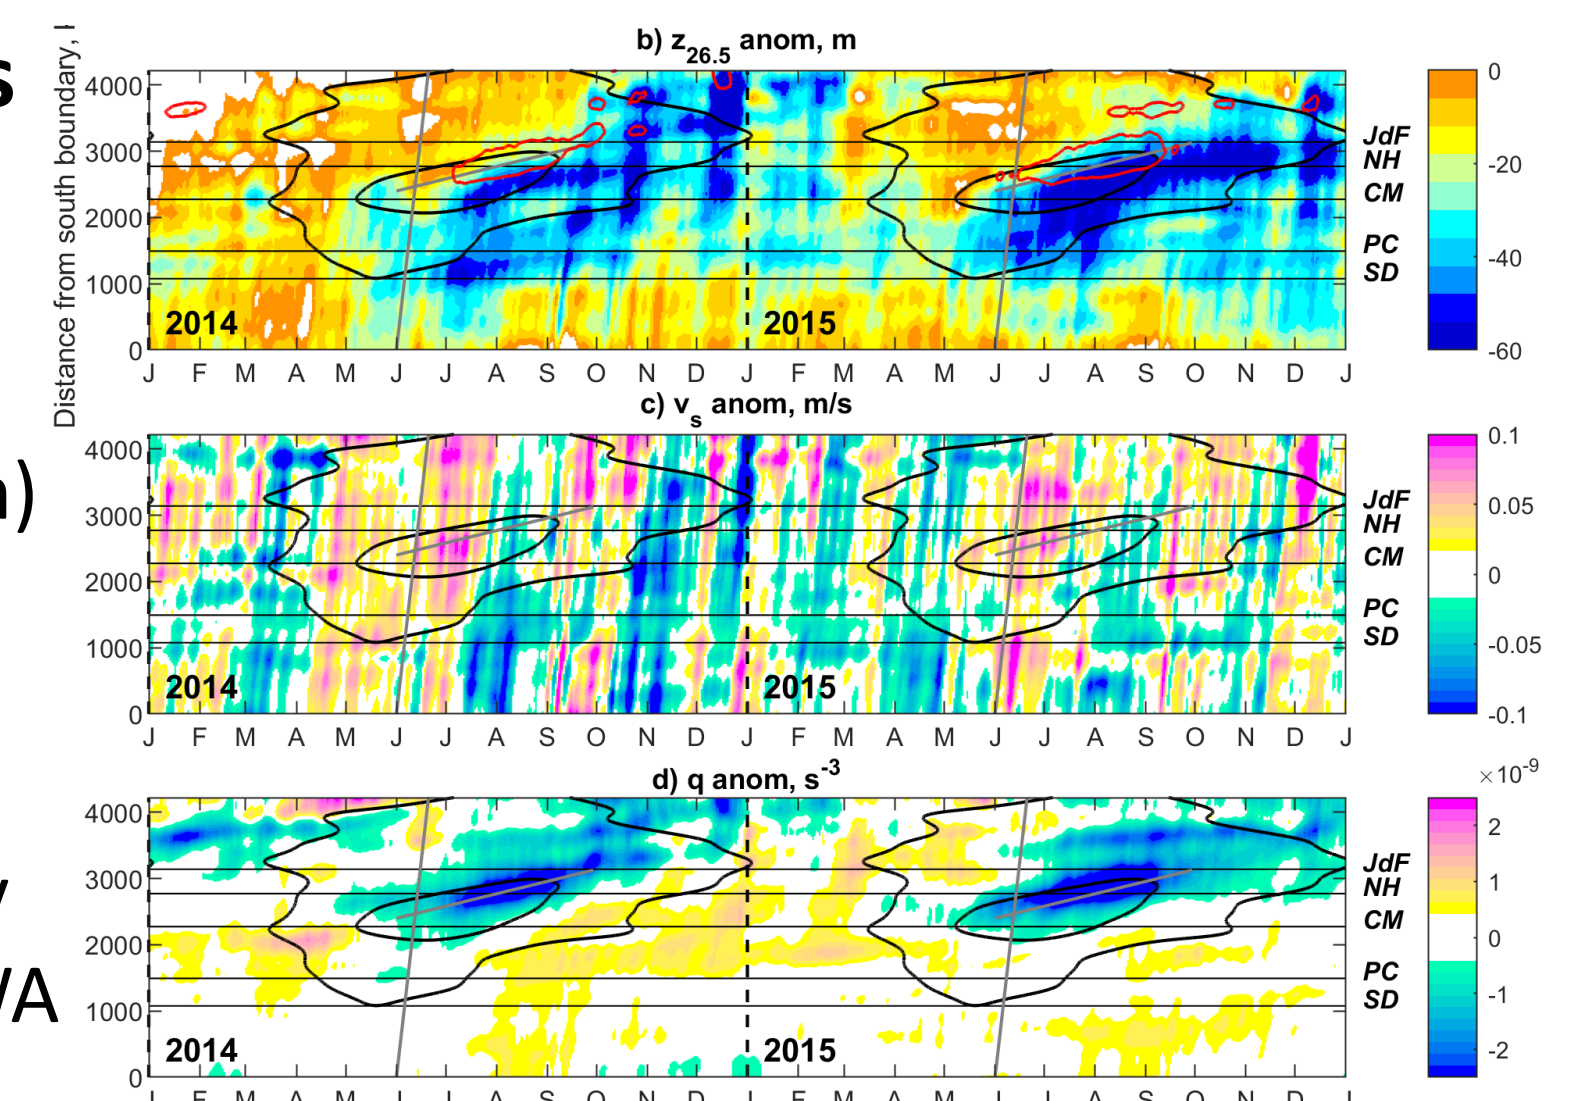 s
n)
y
VA
Distance from south boundary,
b) z26.5 anom, m
4000
3000
2000
1000
0
2014
2015
J F M A M J J A S O N D J F M A M J J A S O N D J
JdF
NH
CM
PC
SD
0
-20
-40
-60
c) vs anom, m/s
4000
3000
2000
1000
0
2014
2015
J F M A M J J A S O N D J F M A M J J A S O N D J
JdF
NH
CM
PC
SD
0.1
0.05
0
-0.05
-0.1
d) q anom, s-3
×10-9
4000
3000
2000
1000
0
2014
2015
J F M A M J J A S O N D J F M A M J J A S O N D J
JdF
NH
CM
PC
SD
2
1
0
-1
-2